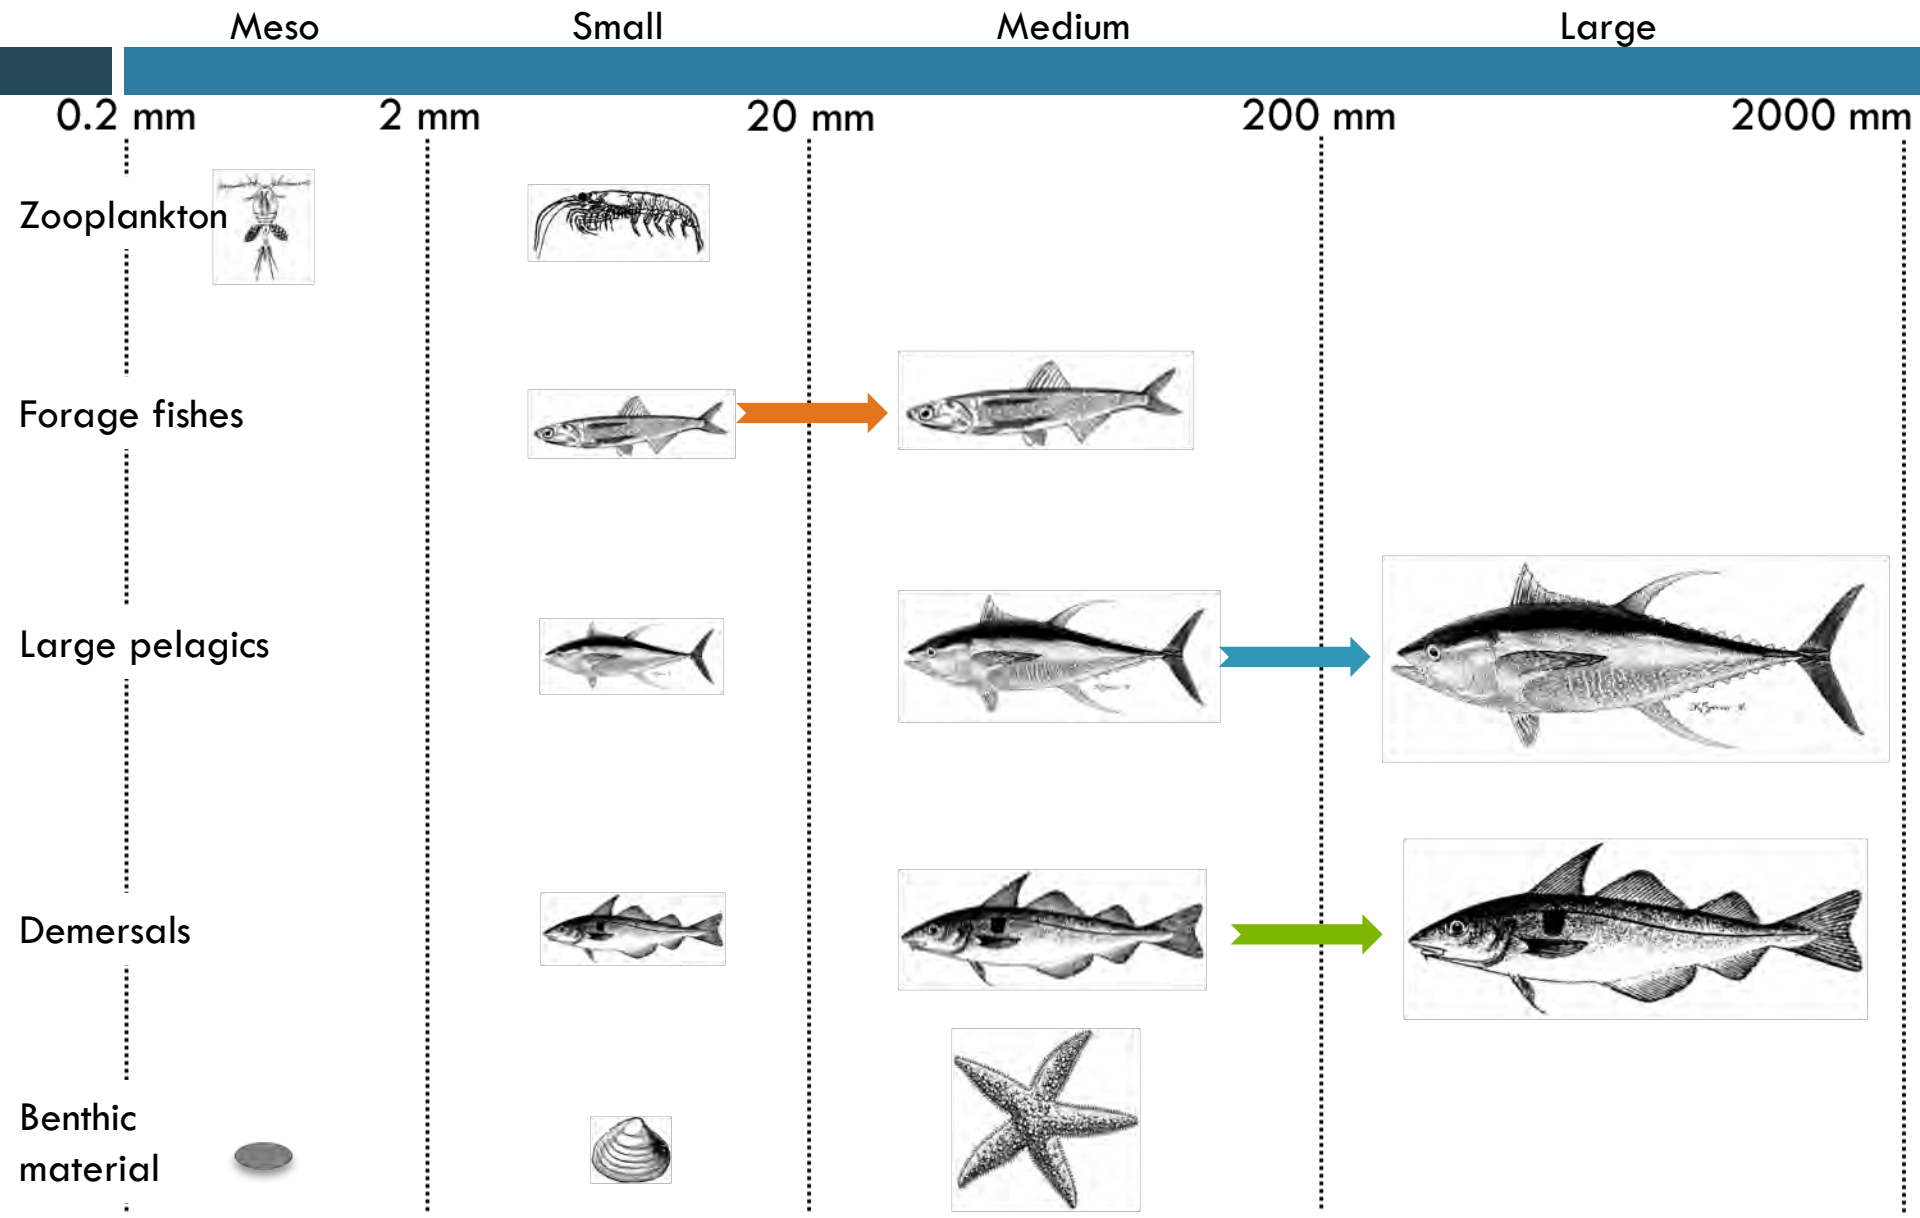 Meso Small Medium Large
0.2 mm 2 mm 20 mm 200 mm 2000 mm
Zooplankton
Forage fishes
Large pelagics
Demersals
Benthic
material